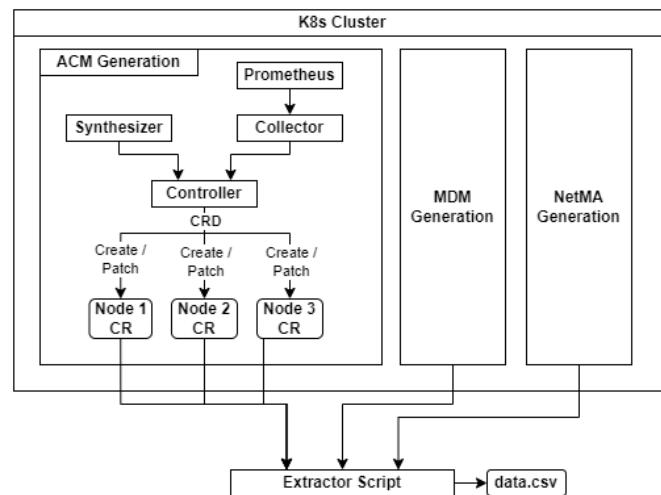 K8s Cluster
ACM Generation
Prometheus
Synthesizer
Collector
Controller
CRD
Create /
Patch
Create /
Patch
Create /
Patch
Node 1
CR
Node 2
CR
Node 3
CR
MDM
Generation
NetMA
Generation
Extractor Script
data.csv